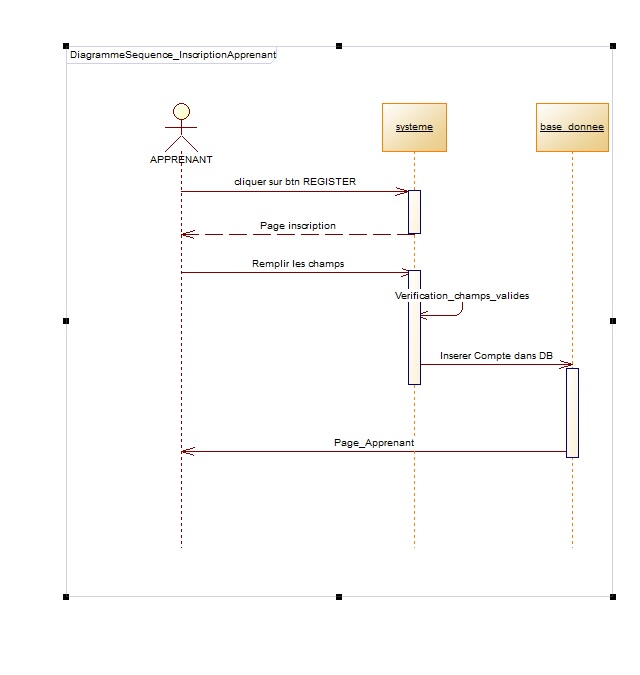 DiagrammeSequence_InscriptionApprenant
systeme
base_donnee
APPRENANT
cliquer sur btn REGISTER
Page inscription
Remplir les champs
Verification_champs_valides
Inserer Compte dans DB
Page_Apprenant